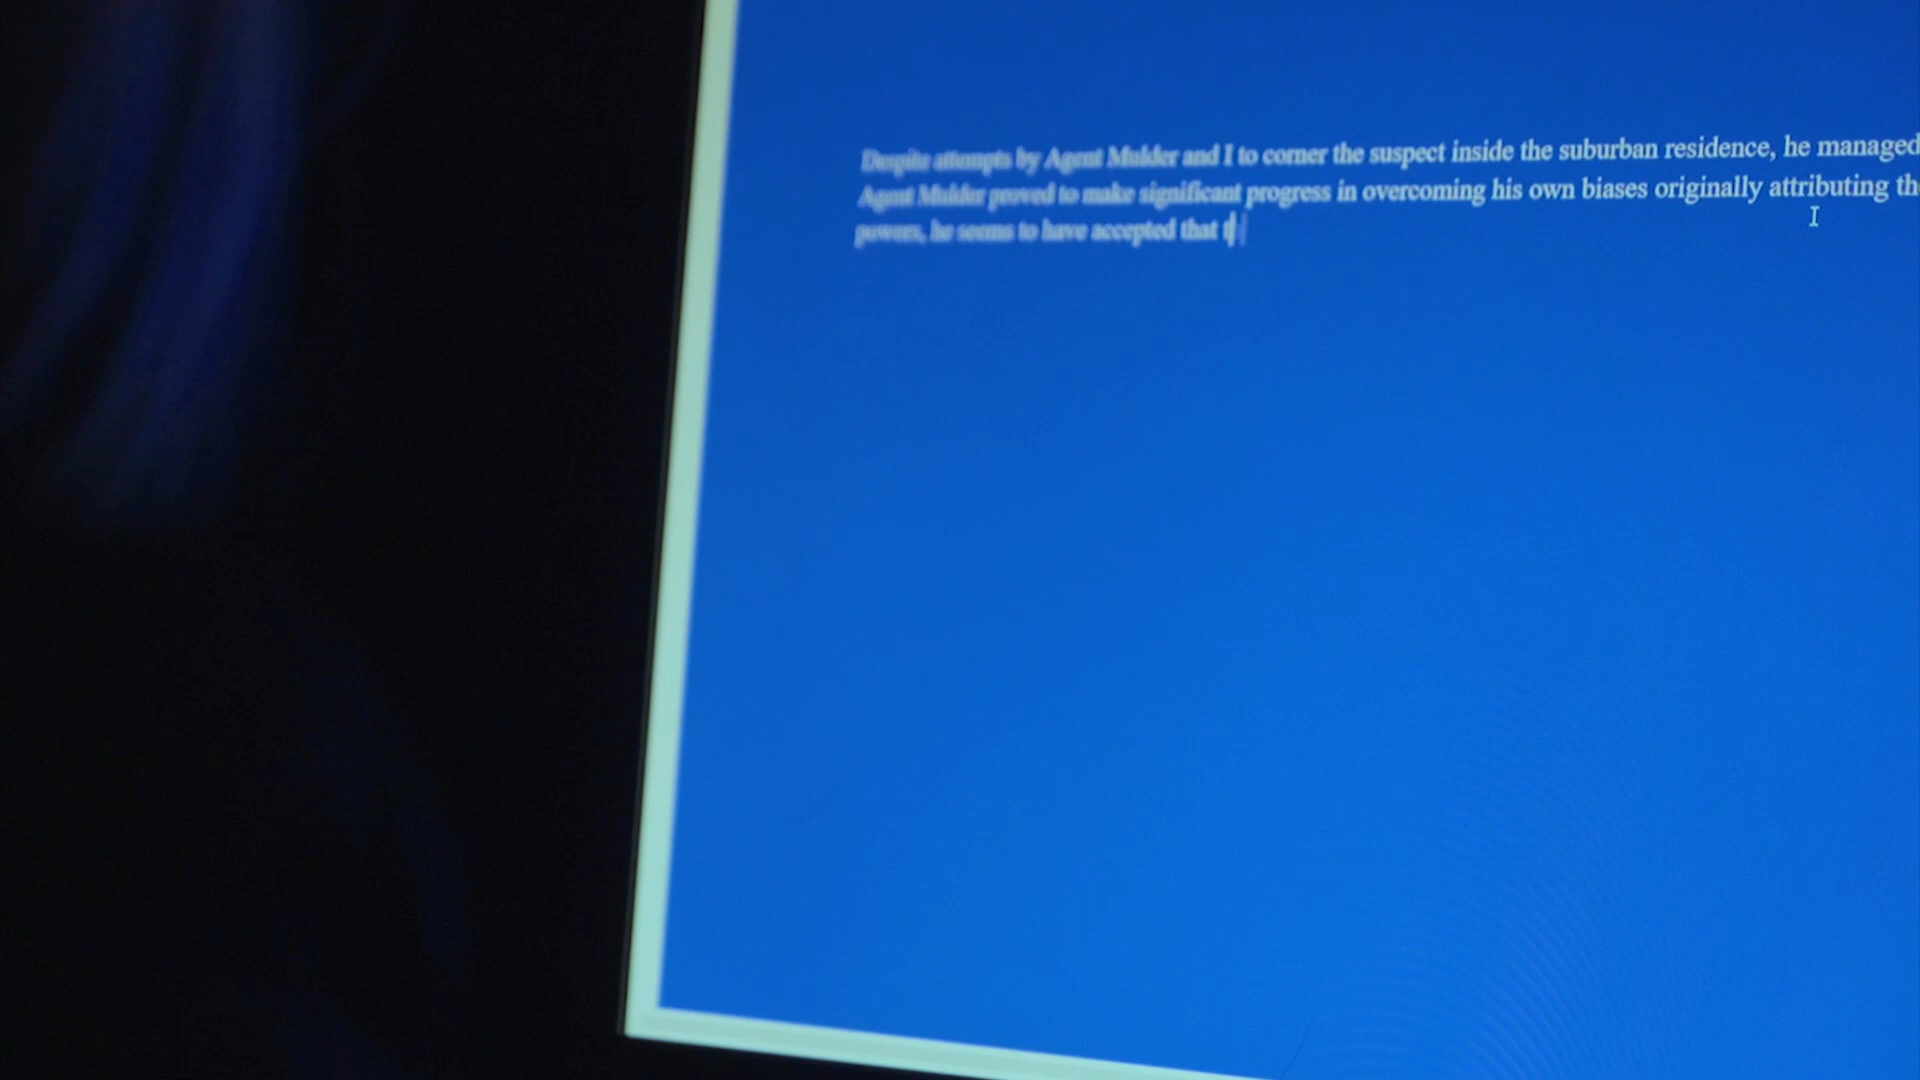 Despite attempts by Agent Mulder and I to corner the suspect inside the suburban residence, he managed
Agent Mulder proved to make significant progress in overcoming his own biases originally attributing th
powers, he seems to have accepted that t